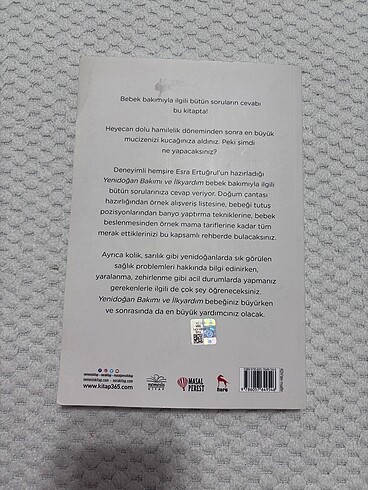 Bebek bakımıyla ilgili bütün soruların cevabı
bu kitapta!
Heyecan dolu hamilelik döneminden sonra en büyük
mucizenizi kucağınıza aldınız. Peki şimdi
ne yapacaksınız?
Deneyimli hemşire Esra Ertuğrul'un hazırladığı
Yenidoğan Bakımı ve İlkyardım bebek bakımıyla ilgili
bütün sorularınıza cevap veriyor. Doğum çantası
hazırlığından örnek alışveriş listesine, bebeği tutuş
pozisyonlarından banyo yaptırma tekniklerine, bebek
beslenmesinden örnek mama tariflerine kadar tüm
merak ettiklerinizi bu kapsamlı rehberde bulacaksınız.
Ayrıca kolik, sarılık gibi yenidoğanlarda sık görülen
sağlık problemleri hakkında bilgi edinirken,
yaralanma, zehirlenme gibi acil durumlarda yapmanız
gerekenlerle ilgili de çok şey öğreneceksiniz.
Yenidoğan Bakımı ve İlkyardım bebeğiniz büyürken
ve sonrasında da en büyük yardımcınız olacak.
www.kitap365.com
nemesis
KİTAP
MASAL
PEREST